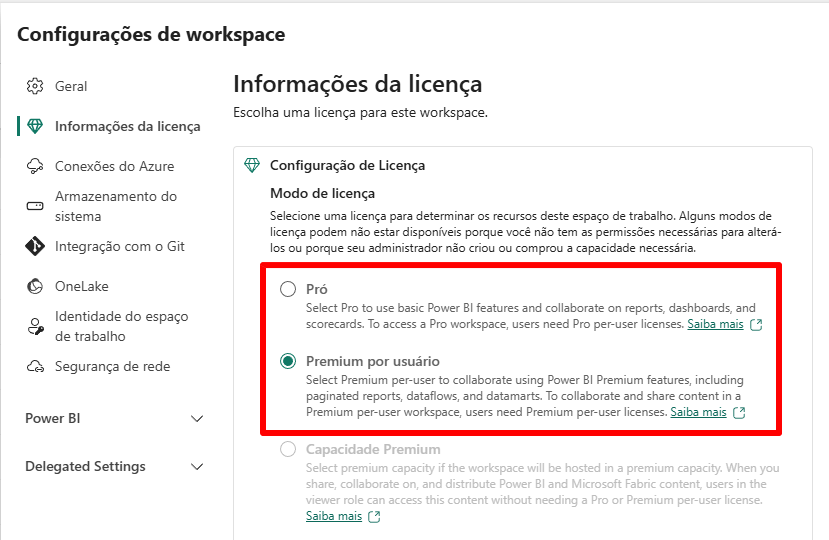 Configurações de workspace
Geral
Informações da licença
Conexões do Azure
Armazenamento do
sistema
Integração com o Git
OneLake
Identidade do espaço
de trabalho
Segurança de rede
Power BI
Delegated Settings
Informações da licença
Escolha uma licença para este workspace.
Configuração de Licença
Modo de licença
Selecione uma licença para determinar os recursos deste espaço de trabalho. Alguns modos de
licença podem não estar disponíveis porque você não tem as permissões necessárias para alterá-
los ou porque seu administrador não criou ou comprou a capacidade necessária.
Pró
Select Pro to use basic Power BI features and collaborate on reports, dashboards, and
scorecards. To access a Pro workspace, users need Pro per-user licenses. Saiba mais
Premium por usuário
Select Premium per-user to collaborate using Power BI Premium features, including
paginated reports, dataflows, and datamarts. To collaborate and share content in a
Premium per-user workspace, users need Premium per-user licenses. Saiba mais
Capacidade Premium
Select premium capacity if the workspace will be hosted in a premium capacity. When you
share, collaborate on, and distribute Power BI and Microsoft Fabric content, users in the
viewer role can access this content without needing a Pro or Premium per-user license.
Saiba mais